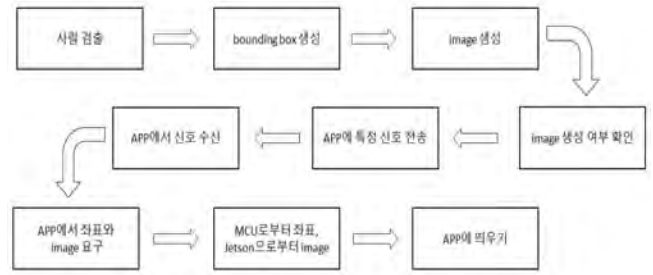 사람 검출
bounding box 생성
image 생성
image 생성 여부 확인
APP에 특정 신호 전송
APP에서 신호 수신
APP에서 좌표와
image 요구
MCU로부터 좌표,
Jetson으로부터 image
APP에 띄우기